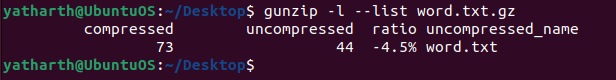 yatharth@UbuntuOS:~/Desktop$ gunzip -l --list word.txt.gz
compressed uncompressed ratio uncompressed_name
73 44 -4.5% word.txt
yatharth@UbuntuOS:~/Desktop$